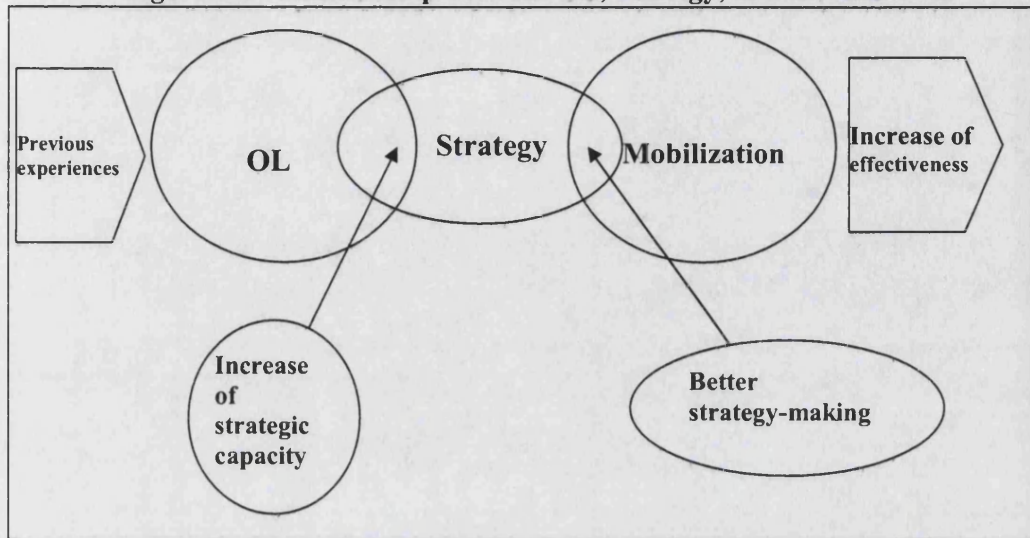 Previous
experiences
OL
Strategy
Mobilization
Increase of
effectiveness
Increase
of
strategic
capacity
Better
strategy-making